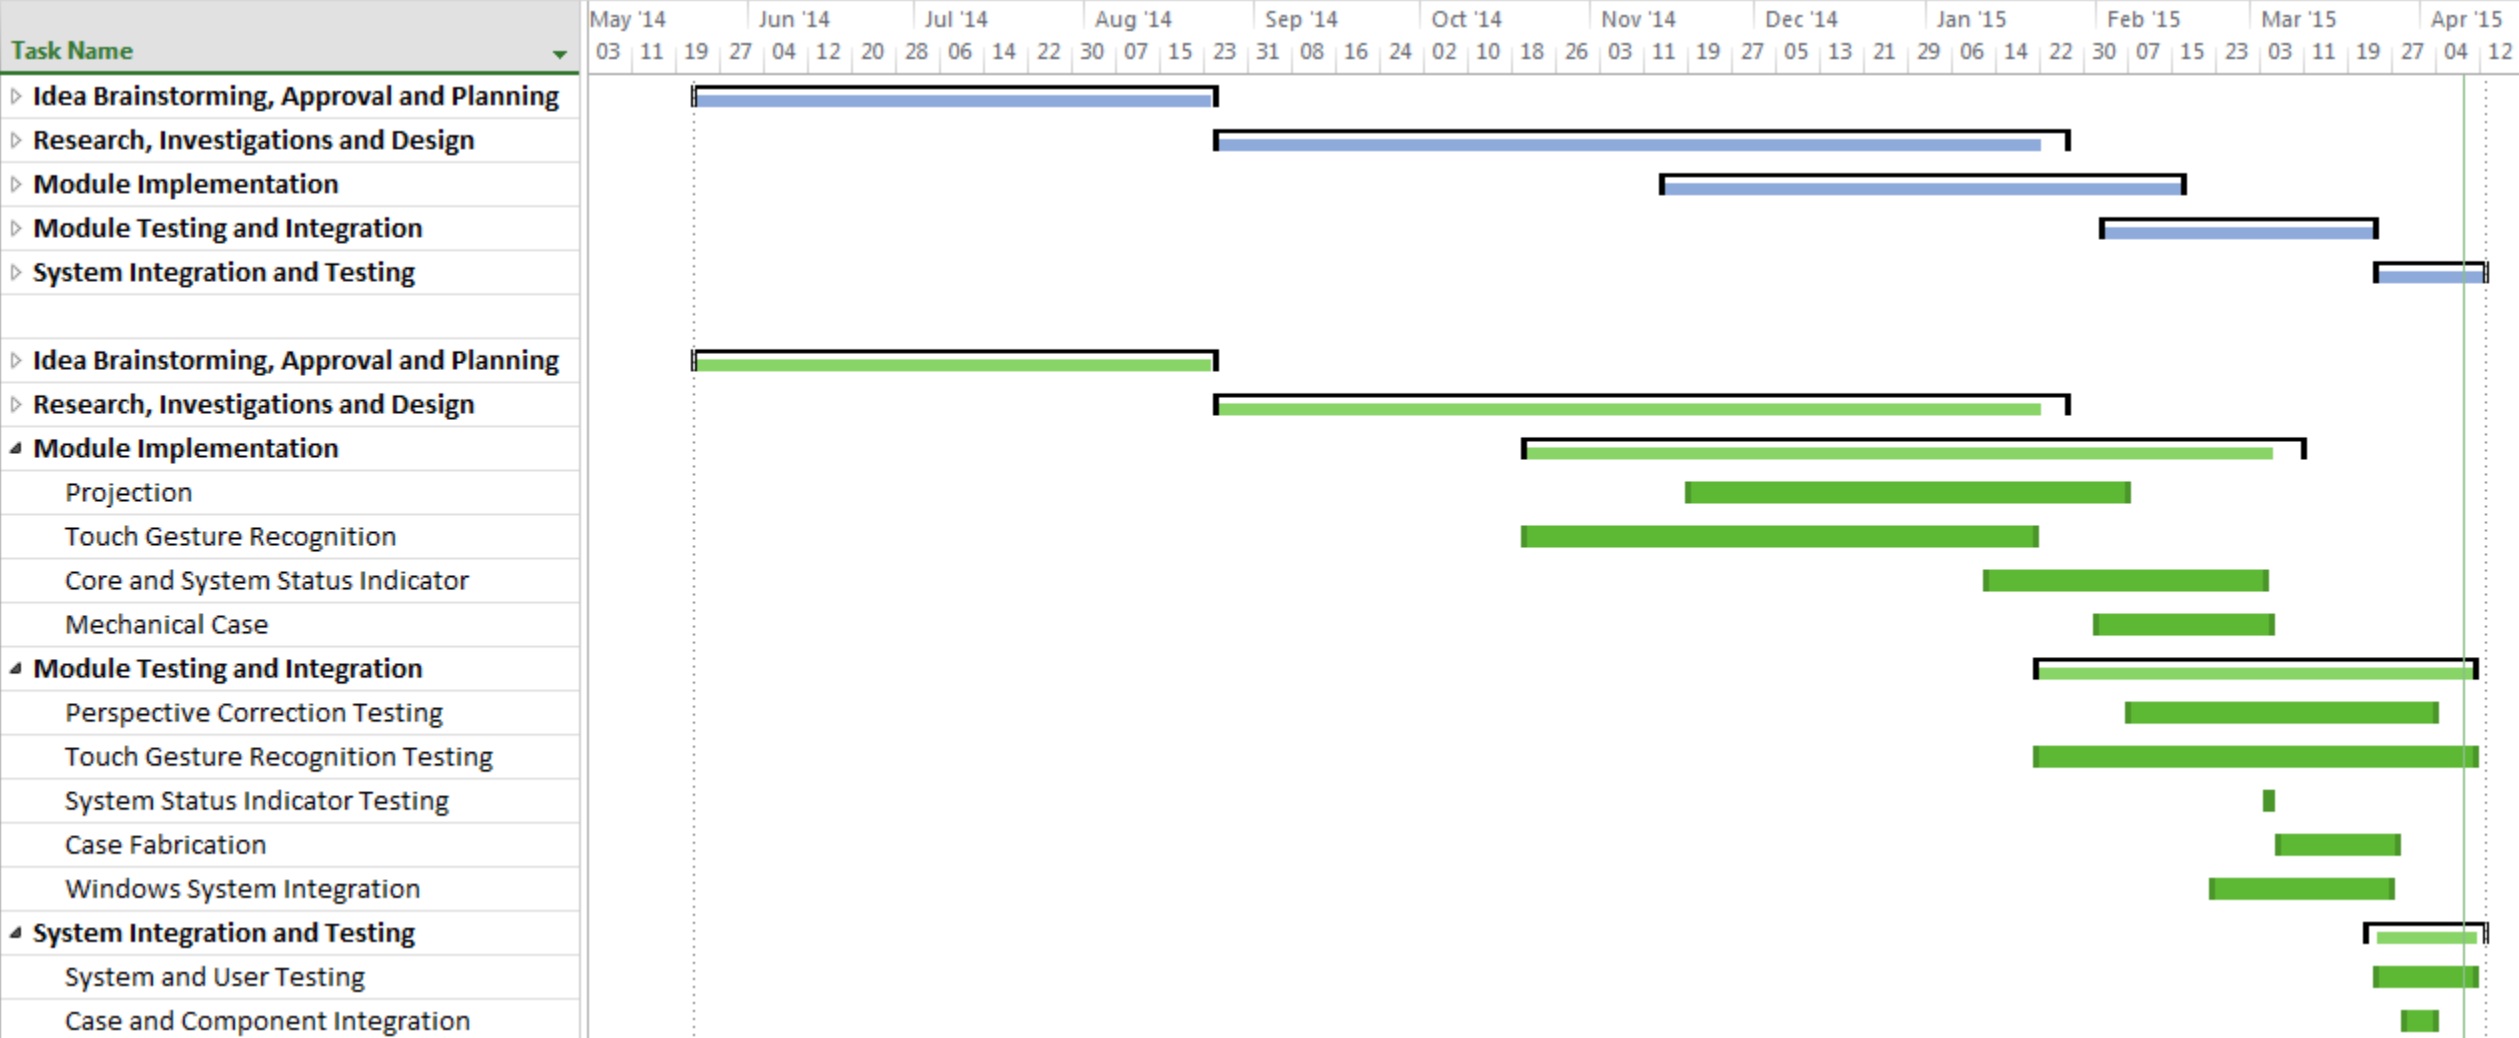 May '14 Jun '14 Jul '14 Aug '14 Sep '14 Oct '14 Nov '14 Dec '14 Jan '15 Feb '15 Mar '15 Apr '15
Task Name 03 11 19 27 04 12 20 28 06 14 22 30 07 15 23 31 08 16 24 02 10 18 26 03 11 19 27 05 13 21 29 06 14 22 30 07 15 23 03 11 19 27 04 12
Idea Brainstorming, Approval and Planning
Research, Investigations and Design
Module Implementation
Module Testing and Integration
System Integration and Testing
Idea Brainstorming, Approval and Planning
Research, Investigations and Design
Module Implementation
Projection
Touch Gesture Recognition
Core and System Status Indicator
Mechanical Case
Module Testing and Integration
Perspective Correction Testing
Touch Gesture Recognition Testing
System Status Indicator Testing
Case Fabrication
Windows System Integration
System Integration and Testing
System and User Testing
Case and Component Integration